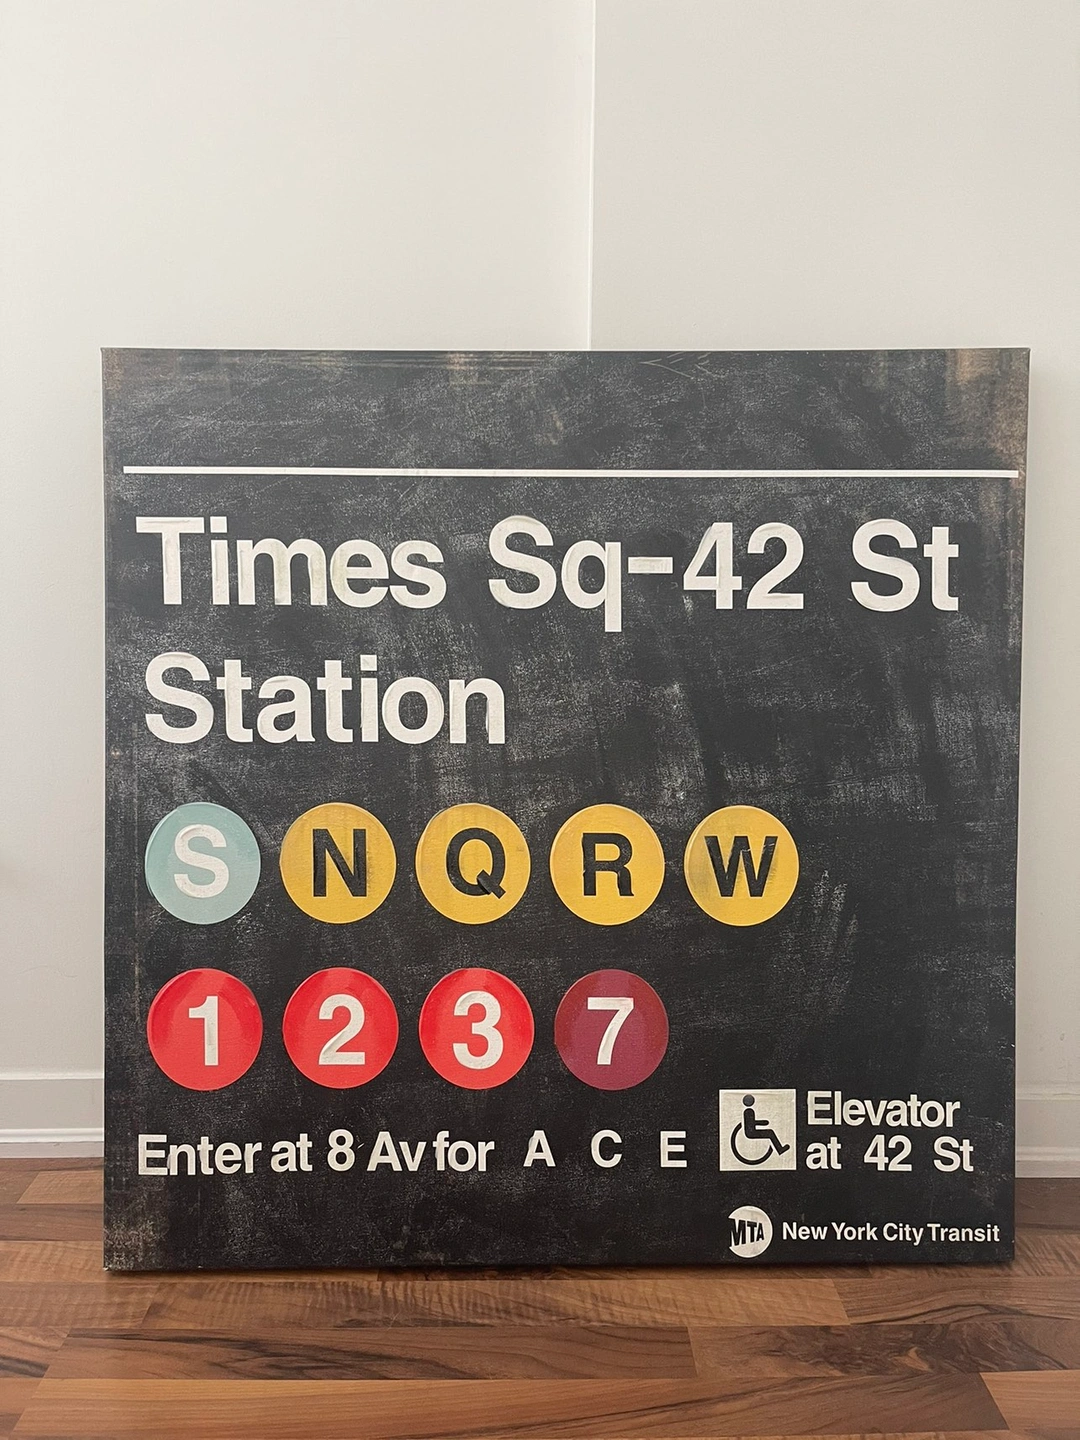 Times Sq-42 St
Station
S N Q R W
1 2 3 7
Enter at 8 Av for A C E
Elevator
at 42 St
MTA New York City Transit